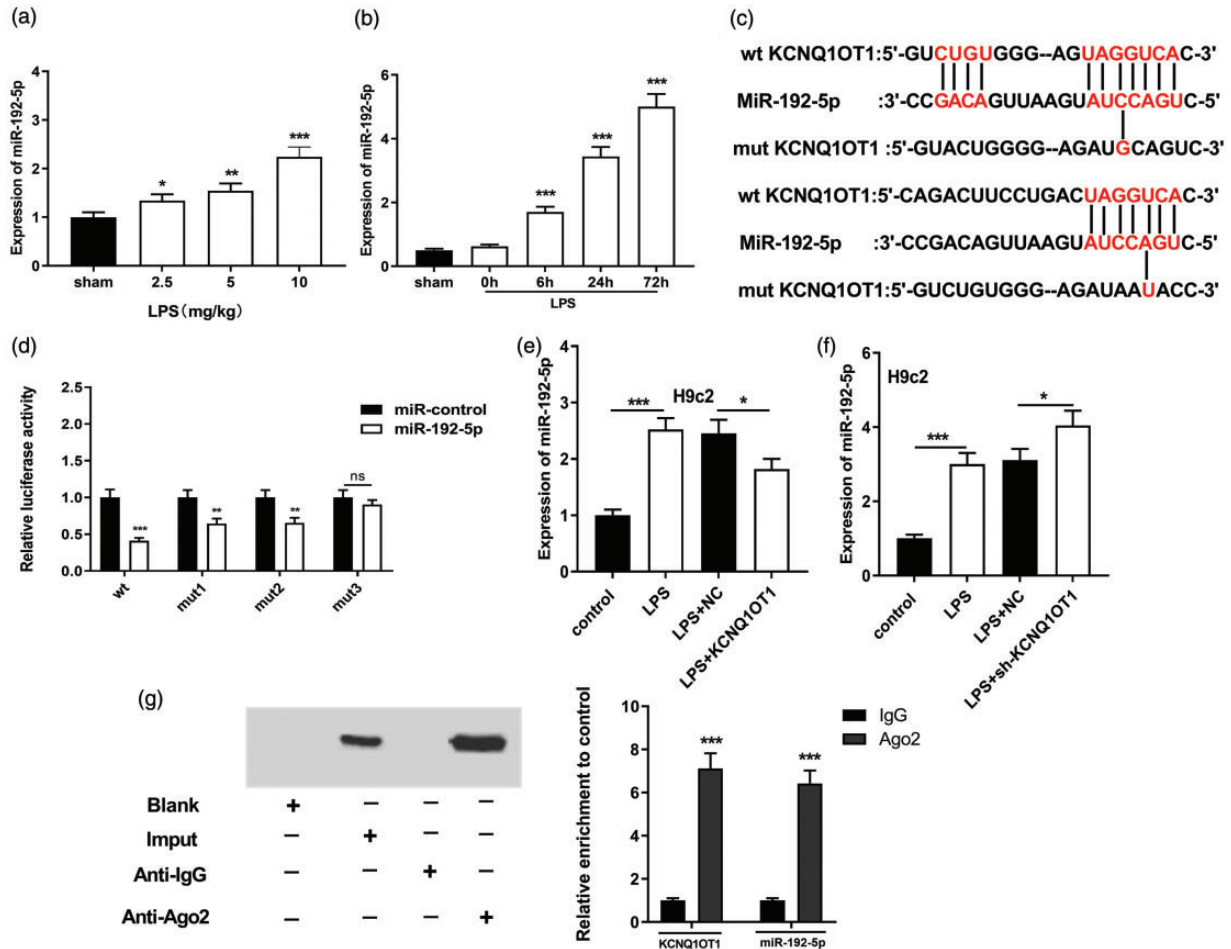 (a)
Expression of miR-192-5p
4
3
2
1
0
*
**
***
sham
2.5
5
10
LPS（mg/kg）
(b)
Expression of miR-192-5p
8
6
4
2
0
***
***
***
sham
0h
6h
24h
72h
LPS
(c)
wt KCNQ1OT1:5'-GUCUGUGGG--AGUAGGUCAC-3'
MiR-192-5p :3'-CCGACAGUUAAGUAUCCAGUC-5'
mut KCNQ1OT1 :5'-GUACUGGGG--AGAUGCAGUC-3'
wt KCNQ1OT1:5'-CAGACUUCCUGACUAGGUCAC-3'
MiR-192-5p :3'-CCGACAGUUAAGUAUCCAGUC-5'
mut KCNQ1OT1:5'-GUCUGUGGG--AGAUAAUACC-3'
(d)
Relative luciferase activity
2.5
2.0
1.5
1.0
0.5
0.0
miR-control
miR-192-5p
***
**
**
ns
wt
mut1
mut2
mut3
(e)
Expression of miR-192-5p
4
3
2
1
0
H9c2
***
*
control
LPS
LPS+NC
LPS+KCNQ1OT1
(f)
Expression of miR-192-5p
6
4
2
0
H9c2
***
*
control
LPS
LPS+NC
LPS+sh-KCNQ1OT1
(g)
Blank + – – –
Imput – + – –
Anti-IgG – – + –
Anti-Ago2 – – – +
Relative enrichment to control
10
8
6
4
2
0
IgG
Ago2
***
***
KCNQ1OT1
miR-192-5p